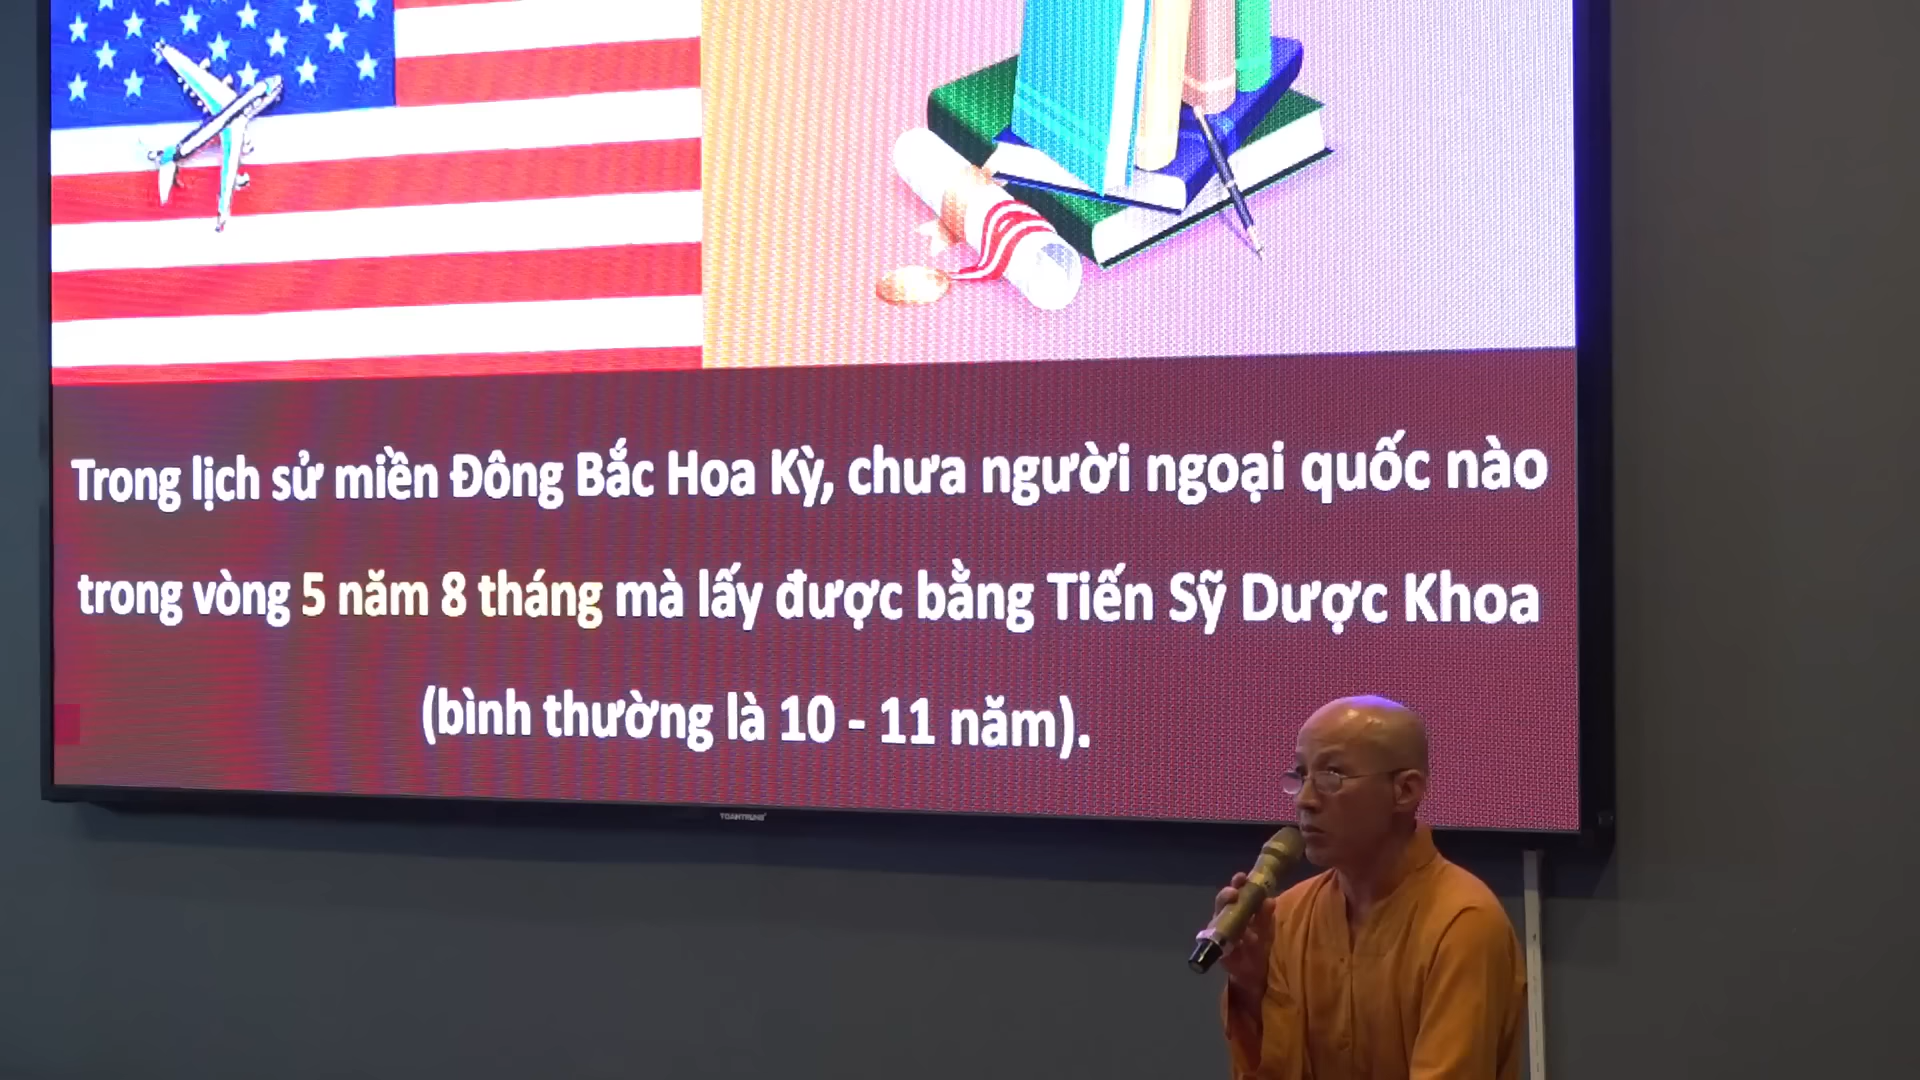 Trong lịch sử miền Đông Bắc Hoa Kỳ, chưa người ngoại quốc nào
trong vòng 5 năm 8 tháng mà lấy được bằng Tiến Sỹ Dược Khoa
(bình thường là 10 - 11 năm).
TOANTRUNG